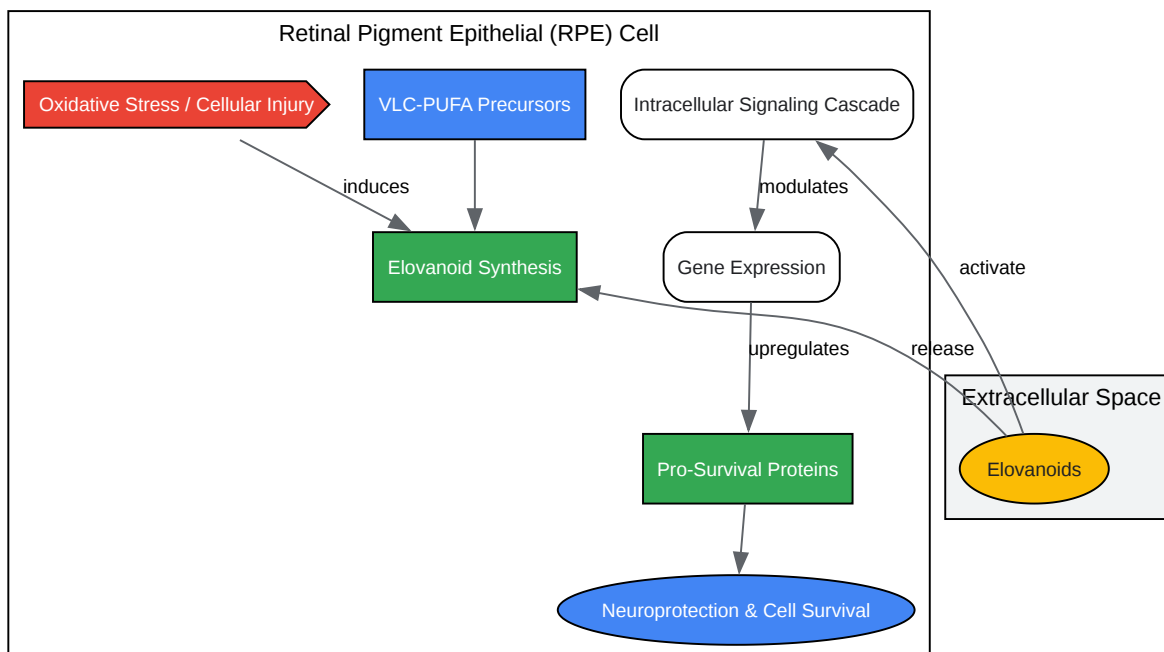 Retinal Pigment Epithelial (RPE) Cell
Oxidative Stress / Cellular Injury
VLC-PUFA Precursors
Intracellular Signaling Cascade
induces
modulates
Elovanoid Synthesis
Gene Expression
activate
upregulates
release
Extracellular Space
Pro-Survival Proteins
Elovanoids
Neuroprotection & Cell Survival